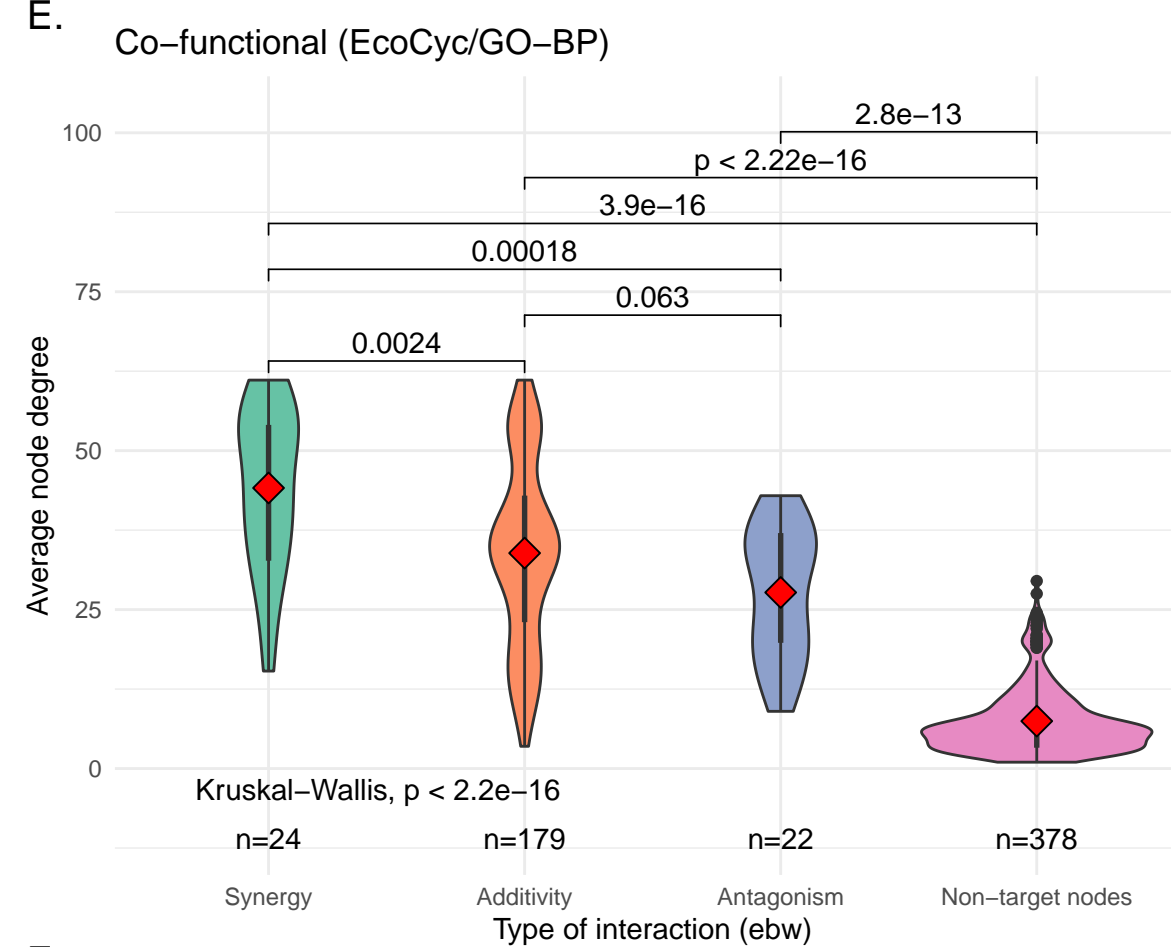 E.
Co−functional (EcoCyc/GO−BP)
100
75
50
25
0
Average node degree
2.8e−13
p < 2.22e−16
3.9e−16
0.00018
0.063
0.0024
Kruskal−Wallis, p < 2.2e−16
n=24 n=179 n=22 n=378
Synergy Additivity Antagonism Non−target nodes
Type of interaction (ebw)